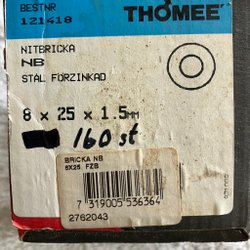 BESTNR
121418
THOMÉE
NITBRICKA
NB
STÅL FÖRZINKAD
8 x 25 x 1.5MM
160 st
BRICKA NB
8X25 FZB
7 319005 536364
2762043